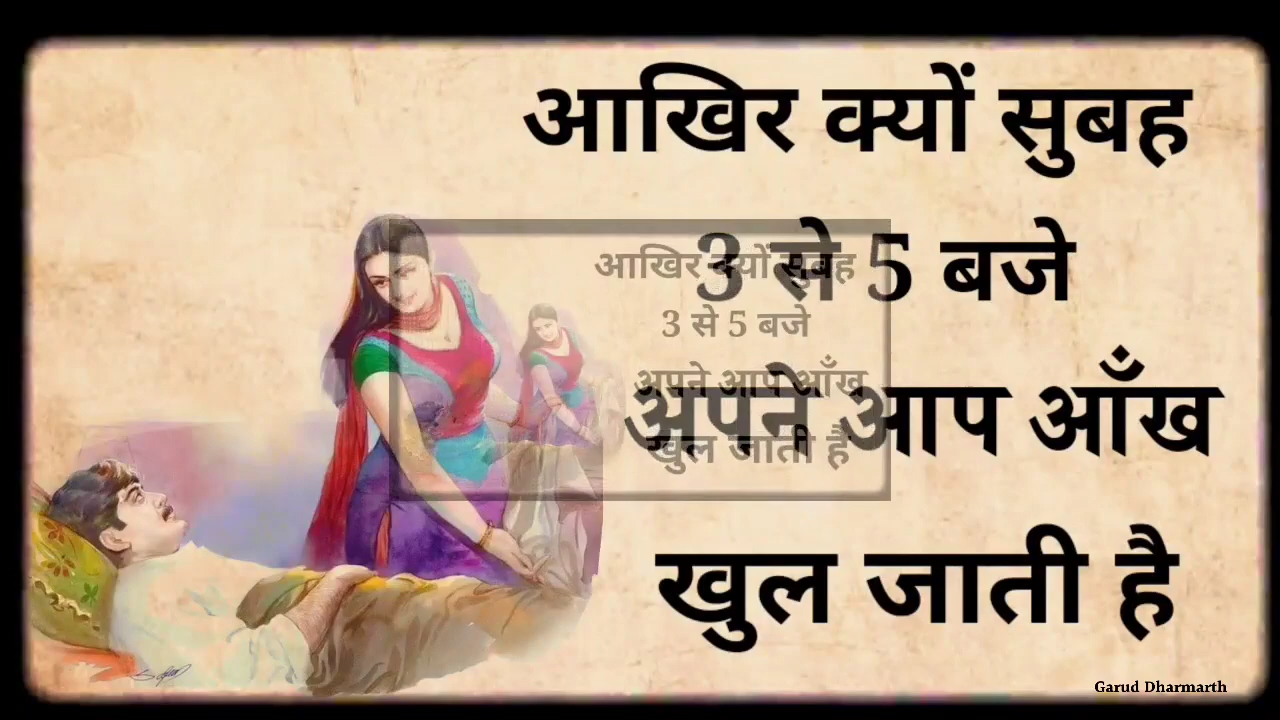 आखिर क्यों सुबह
3 से 5 बजे
अपने आप आँख
खुल जाती है
आखिर क्यों सुबह
3 से 5 बजे
अपने आप आँख
खुल जाती है
Garud Dharmarth